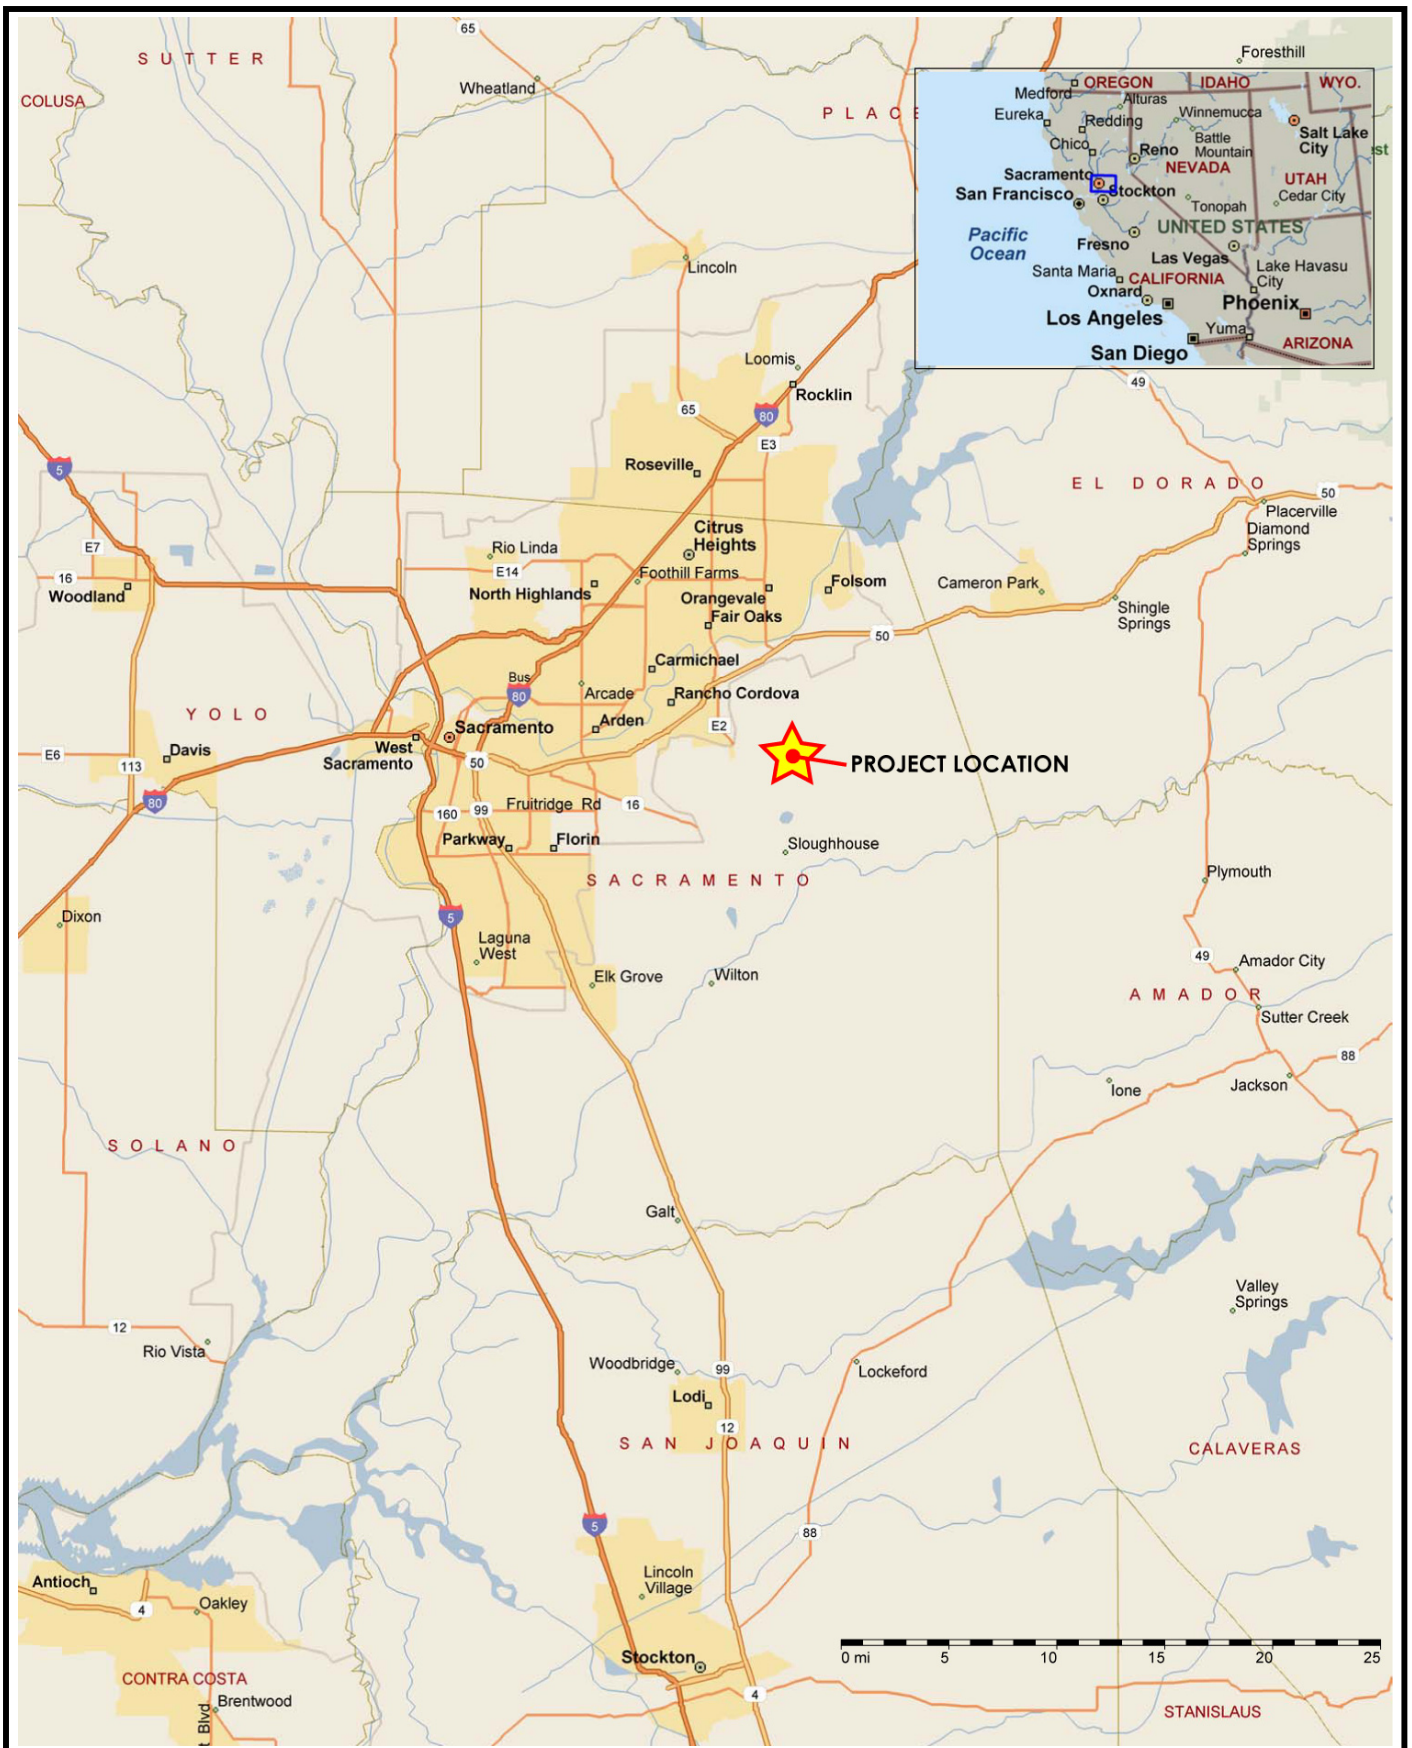 65
Foresthill
SUTTER
Wheatland
COLUSA
PLACE
OREGON
IDAHO
WYO.
Medford
Alturas
Eureka
Redding
Winnemucca
Salt Lake
City
Chico
Battle
Mountain
Reno
st
NEVADA
Sacramento
UTAH
Stockton
San Francisco
Cedar City
Tonopah
UNITED STATES
Pacific
Ocean
Fresno
Las Vegas
Santa Maria
CALIFORNIA
Lake Havasu
City
Oxnard
Phoenix
Los Angeles
Yuma
ARIZONA
San Diego
Lincoln
Loomis
Rocklin
49
65
80
E3
5
Roseville
EL DORADO
50
Placerville
Diamond
Springs
Citrus
Heights
E7
Rio Linda
E14
Foothill Farms
16
Woodland
North Highlands
Orangevale
Folsom
Cameron Park
Shingle
Springs
Fair Oaks
50
Carmichael
Bus
80
Arcade
Rancho Cordova
YOLO
Sacramento
Arden
E2
West
Sacramento
Davis
E6
113
50
PROJECT LOCATION
80
160
99
Fruitridge Rd
16
Parkway
Florin
Sloughhouse
SACRAMENTO
Plymouth
Dixon
5
Laguna
West
Elk Grove
Wilton
49
Amador City
AMADOR
Sutter Creek
88
Ione
Jackson
SOLANO
Galt
Valley
Springs
12
Rio Vista
Woodbridge
99
Lockeford
Lodi
12
SAN JOAQUIN
CALAVERAS
5
88
Lincoln
Village
Antioch
4
Oakley
Stockton
0 mi
5
10
15
20
25
CONTRA COSTA
4
Brentwood
t Blvd
STANISLAUS